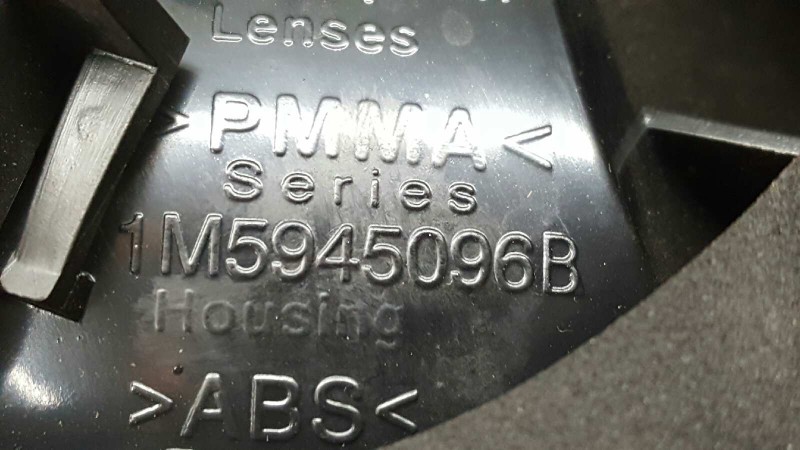 Lenses
>PMMA<
Series
1M5945096B
Housing
>ABS<